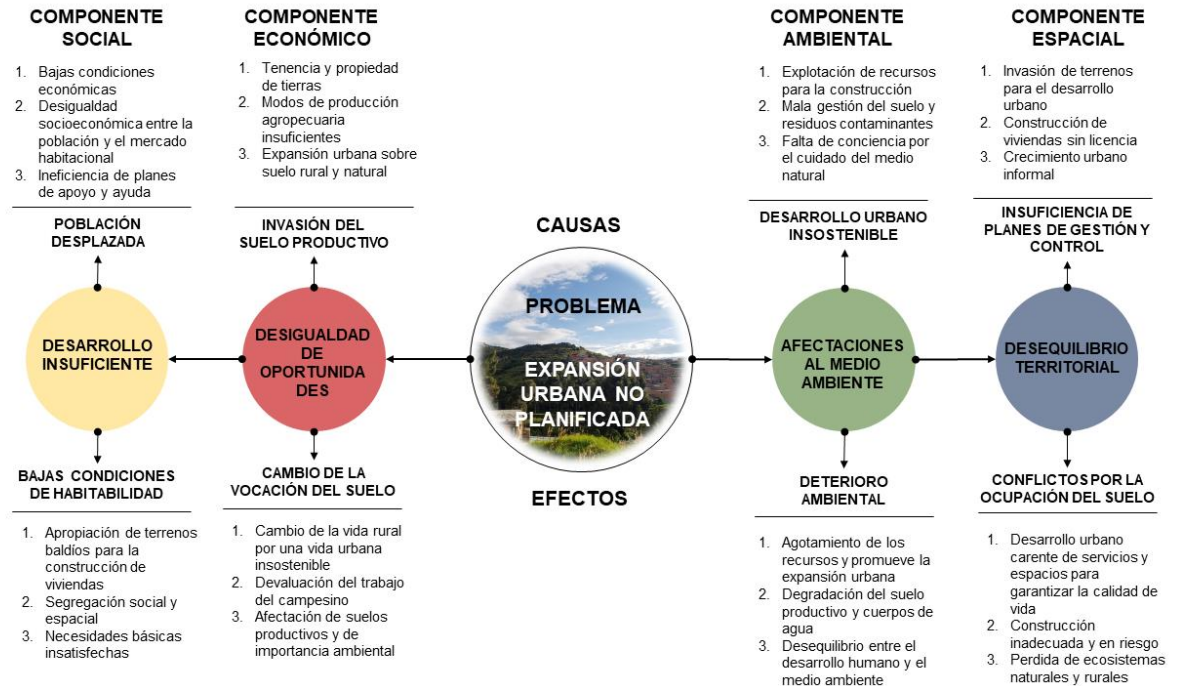 COMPONENTE
SOCIAL
1. Bajas condiciones
económicas
2. Desigualdad
socioeconómica entre la
población y el mercado
habitacional
3. Ineficiencia de planes
de apoyo y ayuda
POBLACIÓN
DESPLAZADA
DESARROLLO
INSUFICIENTE
BAJAS CONDICIONES
DE HABITABILIDAD
1. Apropiación de terrenos
baldíos para la
construcción de
viviendas
2. Segregación social y
espacial
3. Necesidades básicas
insatisfechas
COMPONENTE
ECONÓMICO
1. Tenencia y propiedad
de tierras
2. Modos de producción
agropecuaria
insuficientes
3. Expansión urbana sobre
suelo rural y natural
INVASIÓN DEL
SUELO PRODUCTIVO
DESIGUALDAD
DE
OPORTUNIDA
DES
CAMBIO DE LA
VOCACIÓN DEL SUELO
1. Cambio de la vida rural
por una vida urbana
insostenible
2. Devaluación del trabajo
del campesino
3. Afectación de suelos
productivos y de
importancia ambiental
CAUSAS
PROBLEMA
EXPANSIÓN
URBANA NO
PLANIFICADA
EFECTOS
COMPONENTE
AMBIENTAL
1. Explotación de recursos
para la construcción
2. Mala gestión del suelo y
residuos contaminantes
3. Falta de conciencia por
el cuidado del medio
natural
DESARROLLO URBANO
INSOSTENIBLE
AFECTACIONES
AL MEDIO
AMBIENTE
DETERIORO
AMBIENTAL
1. Agotamiento de los
recursos y promueve la
expansión urbana
2. Degradación del suelo
productivo y cuerpos de
agua
3. Desequilibrio entre el
desarrollo humano y el
medio ambiente
COMPONENTE
ESPACIAL
1. Invasión de terrenos
para el desarrollo
urbano
2. Construcción de
viviendas sin licencia
3. Crecimiento urbano
informal
INSUFICIENCIA DE
PLANES DE GESTIÓN Y
CONTROL
DESEQUILIBRIO
TERRITORIAL
CONFLICTOS POR LA
OCUPACIÓN DEL SUELO
1. Desarrollo urbano
carente de servicios y
espacios para
garantizar la calidad de
vida
2. Construcción
inadecuada y en riesgo
3. Perdida de ecosistemas
naturales y rurales